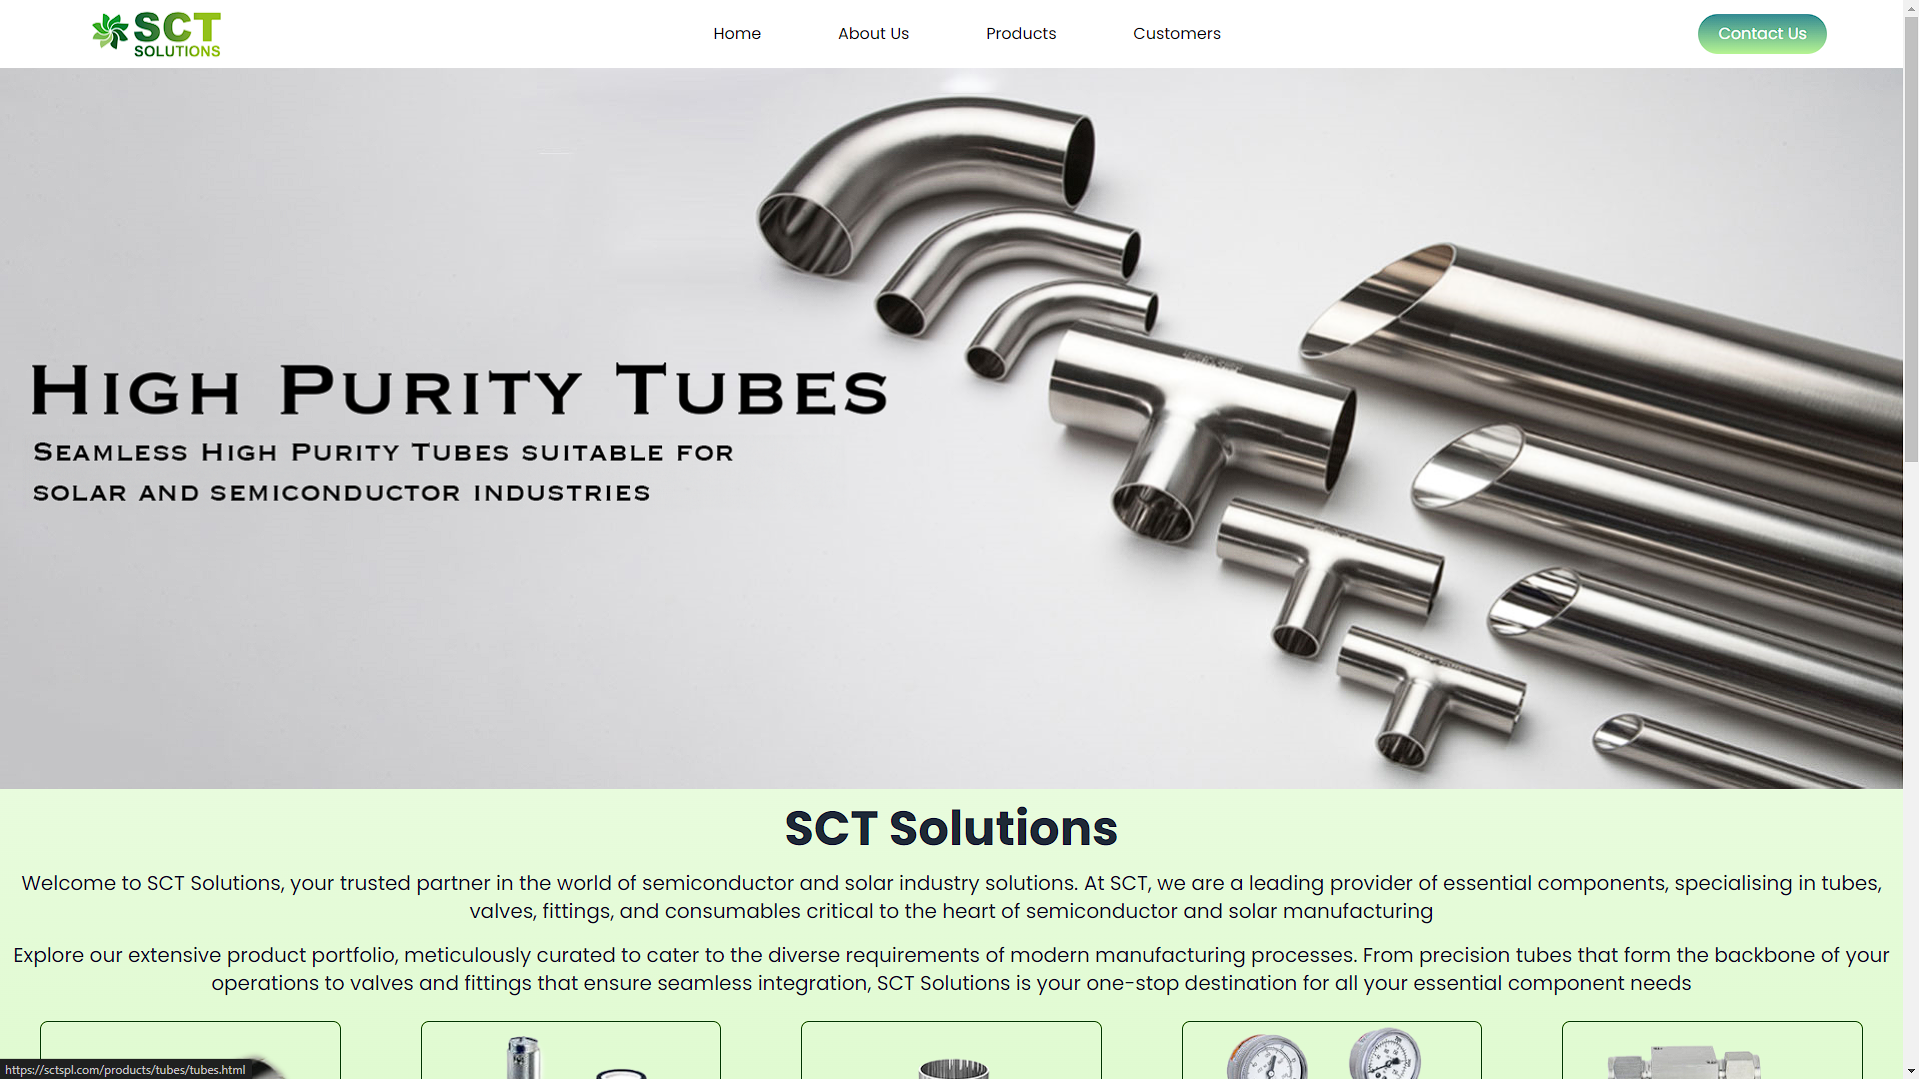 SCT
SOLUTIONS
Home
About Us
Products
Customers
Contact Us
HIGH PURITY TUBES
SEAMLESS HIGH PURITY TUBES SUITABLE FOR
SOLAR AND SEMICONDUCTOR INDUSTRIES
SCT Solutions
Welcome to SCT Solutions, your trusted partner in the world of semiconductor and solar industry solutions. At SCT, we are a leading provider of essential components, specialising in tubes,
valves, fittings, and consumables critical to the heart of semiconductor and solar manufacturing
Explore our extensive product portfolio, meticulously curated to cater to the diverse requirements of modern manufacturing processes. From precision tubes that form the backbone of your
operations to valves and fittings that ensure seamless integration, SCT Solutions is your one-stop destination for all your essential component needs
https://sctspl.com/products/tubes/tubes.html